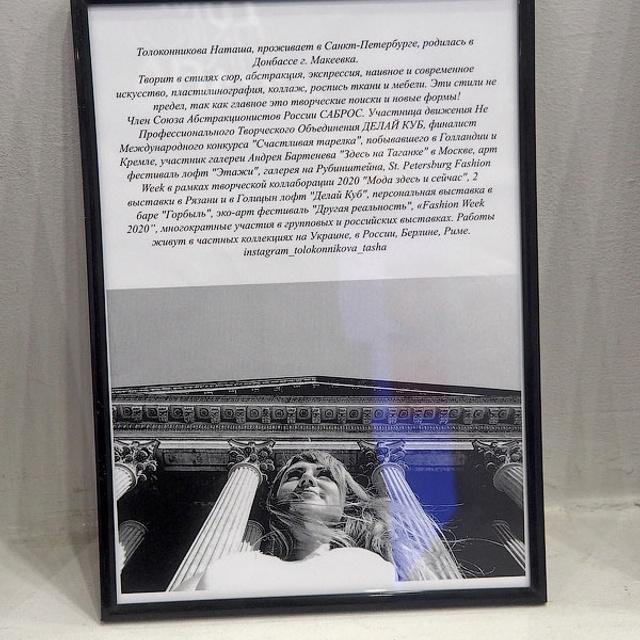 Толоконникова Наташа, проживает в Санкт-Петербурге, родилась в
Донбассе г. Макеевка.
Творит в стилях сюр, абстракция, экспрессия, наивное и современное
искусство, пластилинография, коллаж, роспись ткани и мебели. Эти стили не
предел, так как главное это творческие поиски и новые формы!
Член Союза Абстракционистов России САБРОС. Участница движения Не
Профессионального Творческого Объединения ДЕЛАЙ КУБ, финалист
Международного конкурса "Счастливая тарелка", побывавшего в Голландии и
Кремле, участник галереи Андрея Бартенева "Здесь на Таганке" в Москве, арт
фестиваль лофт "Этажи", галерея на Рубинштейна, St. Petersburg Fashion
Week в рамках творческой коллаборации 2020 "Мода здесь и сейчас", 2
выставки в Рязани и в Голицын лофт "Делай Куб", персональная выставка в
баре "Горбыль", эко-арт фестиваль "Другая реальность", «Fashion Week
2020", многократные участия в групповых и российских выставках. Работы
живут в частных коллекциях на Украине, в России, Берлине, Риме.
instagram_tolokonnikova_tasha